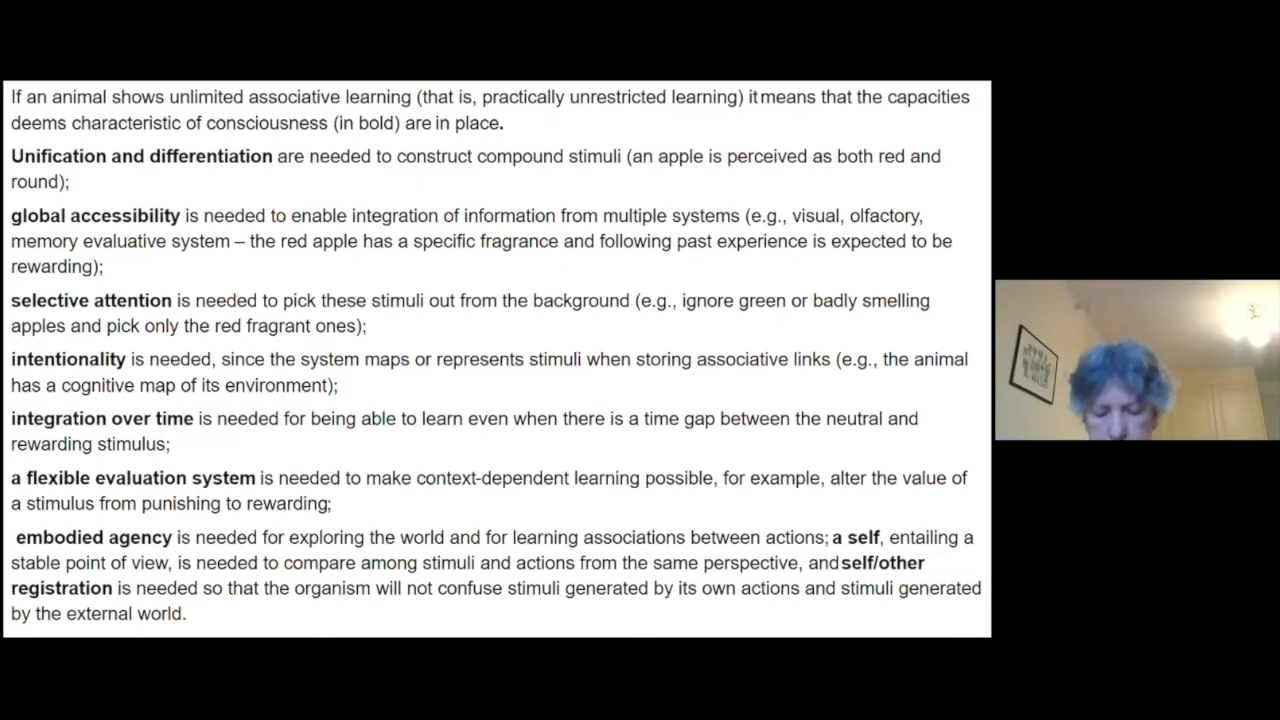 If an animal shows unlimited associative learning (that is, practically unrestricted learning) it means that the capacities
deems characteristic of consciousness (in bold) are in place.
Unification and differentiation are needed to construct compound stimuli (an apple is perceived as both red and
round);
global accessibility is needed to enable integration of information from multiple systems (e.g., visual, olfactory,
memory evaluative system – the red apple has a specific fragrance and following past experience is expected to be
rewarding);
selective attention is needed to pick these stimuli out from the background (e.g., ignore green or badly smelling
apples and pick only the red fragrant ones);
intentionality is needed, since the system maps or represents stimuli when storing associative links (e.g., the animal
has a cognitive map of its environment);
integration over time is needed for being able to learn even when there is a time gap between the neutral and
rewarding stimulus;
a flexible evaluation system is needed to make context-dependent learning possible, for example, alter the value of
a stimulus from punishing to rewarding;
embodied agency is needed for exploring the world and for learning associations between actions; a self, entailing a
stable point of view, is needed to compare among stimuli and actions from the same perspective, and self/other
registration is needed so that the organism will not confuse stimuli generated by its own actions and stimuli generated
by the external world.